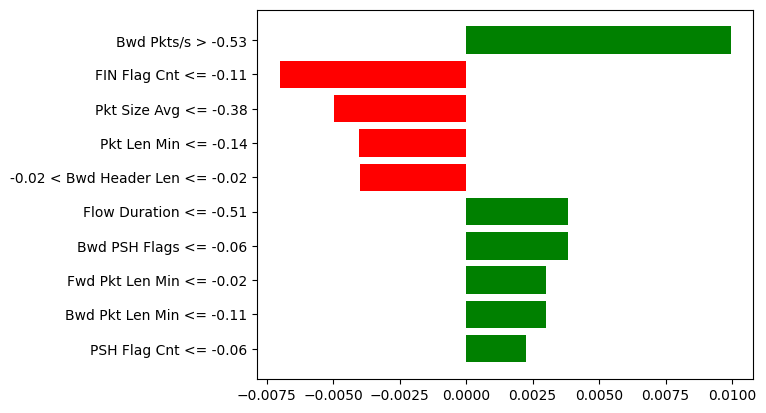 Bwd Pkts/s > -0.53
FIN Flag Cnt <= -0.11
Pkt Size Avg <= -0.38
Pkt Len Min <= -0.14
-0.02 < Bwd Header Len <= -0.02
Flow Duration <= -0.51
Bwd PSH Flags <= -0.06
Fwd Pkt Len Min <= -0.02
Bwd Pkt Len Min <= -0.11
PSH Flag Cnt <= -0.06
−0.0075 −0.0050 −0.0025 0.0000 0.0025 0.0050 0.0075 0.0100